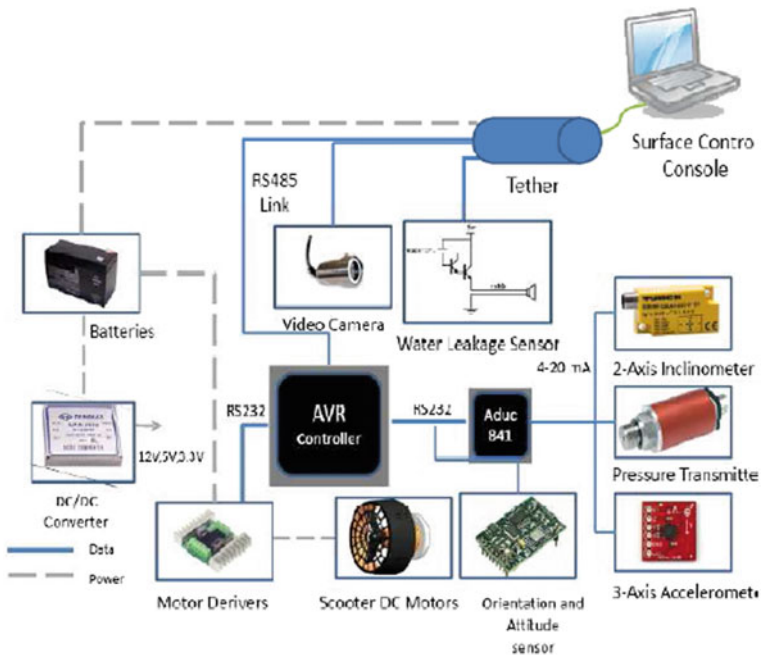 Surface Contro
Console
Tether
RS485
Link
Batteries
Video Camera
Water Leakage Sensor
4-20 mA
2-Axis Inclinometer
RS232
AVR
Controller
RS232
Aduc
841
12V,5V,3.3V
Pressure Transmitte
DC/DC
Converter
Data
Power
Motor Derivers
Scooter DC Motors
Orientation and
Attitude
sensor
3-Axis Acceleromete